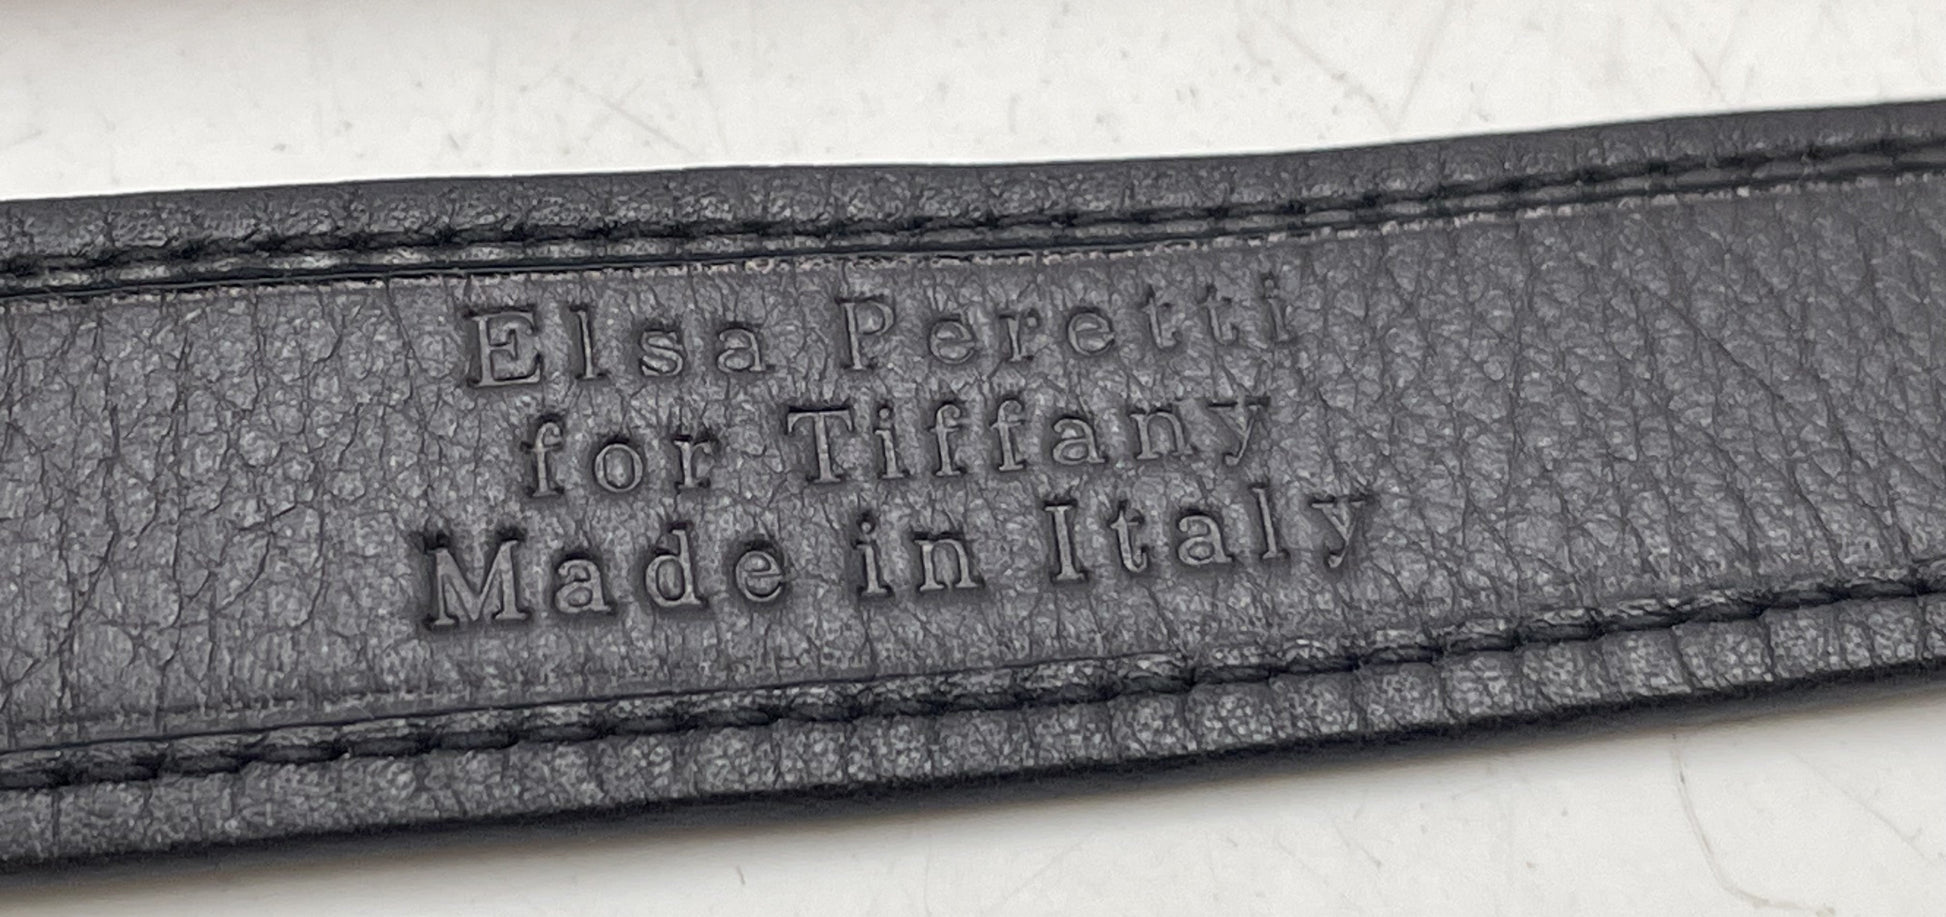 Elsa Peretti
for Tiffany
Made in Italy